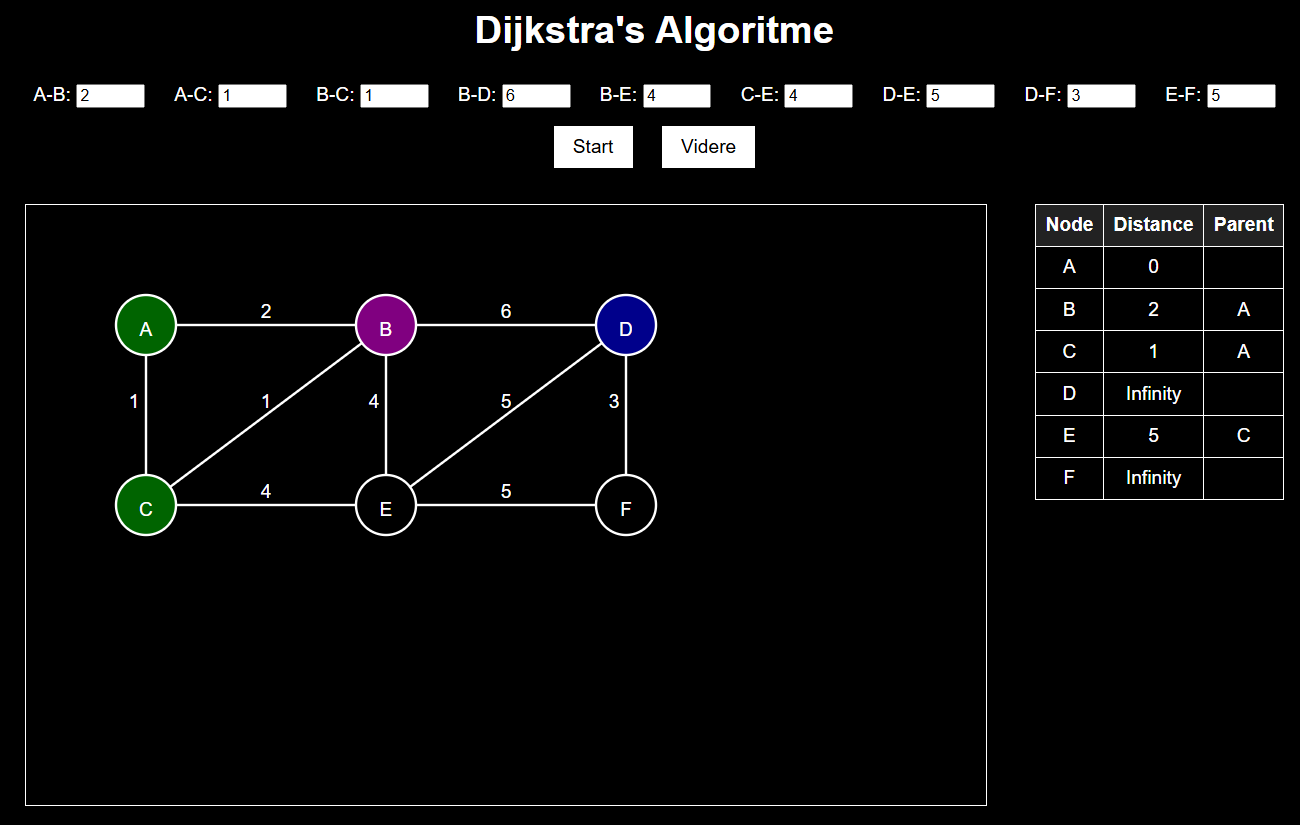 Dijkstra's Algoritme
A-B: 2 A-C: 1 B-C: 1 B-D: 6 B-E: 4 C-E: 4 D-E: 5 D-F: 3 E-F: 5
Start Videre
A 2 B 6 D
1 1 4 5 3
C 4 E 5 F
Node Distance Parent
A 0
B 2 A
C 1 A
D Infinity
E 5 C
F Infinity